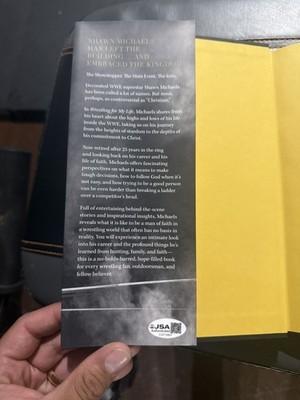 SHAWN MICHAELS
HAS LEFT THE
BUILDING ... AND
EMBRACED THE KINGDOM
The Showstopper. The Main Event. The Icon.
Decorated WWE superstar Shawn Michaels
has been called a lot of names. But none,
perhaps, as controversial as "Christian."
In Wrestling for My Life, Michaels shares from
his heart about the highs and lows of his life
inside the WWE, taking us on his journey
from the heights of stardom to the depths of
his commitment to Christ.
Now retired after 25 years in the ring
and looking back on his career and his
life of faith, Michaels offers fascinating
perspectives on what it means to make
tough decisions, how to follow God when it's
not easy, and how trying to be a good person
can be even harder than breaking a ladder
over a competitor's head.
Full of entertaining behind-the-scene
stories and inspirational insights, Michaels
reveals what it is like to be a man of faith in
a wrestling world that often has no basis in
reality. You will experience an intimate look
into his career and the profound things he's
learned from hunting, family, and faith—
this is a no-holds-barred, hope-filled book
for every wrestling fan, outdoorsman, and
fellow believer.
JSA